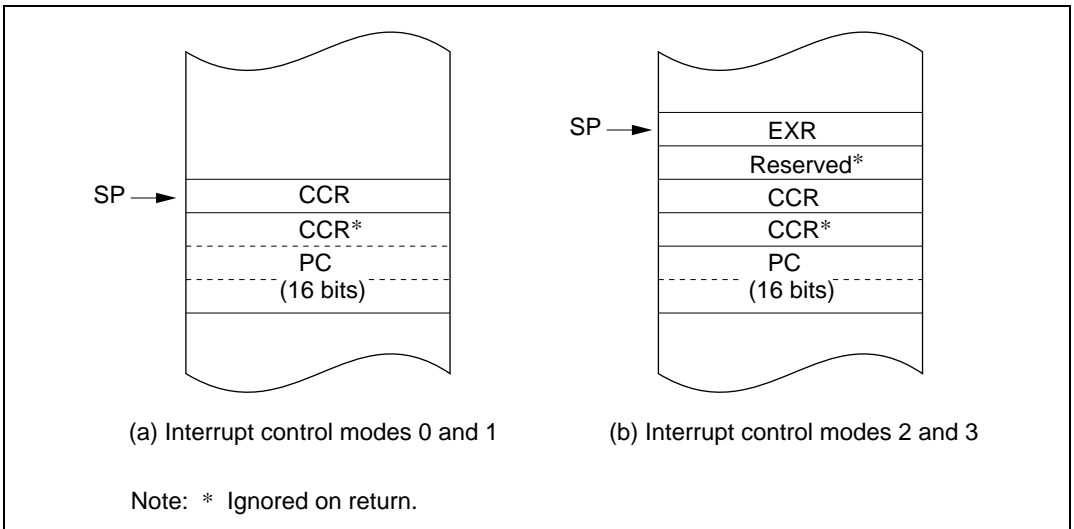 SP
CCR
CCR*
PC
(16 bits)
(a) Interrupt control modes 0 and 1
SP
EXR
Reserved*
CCR
CCR*
PC
(16 bits)
(b) Interrupt control modes 2 and 3
Note: * Ignored on return.